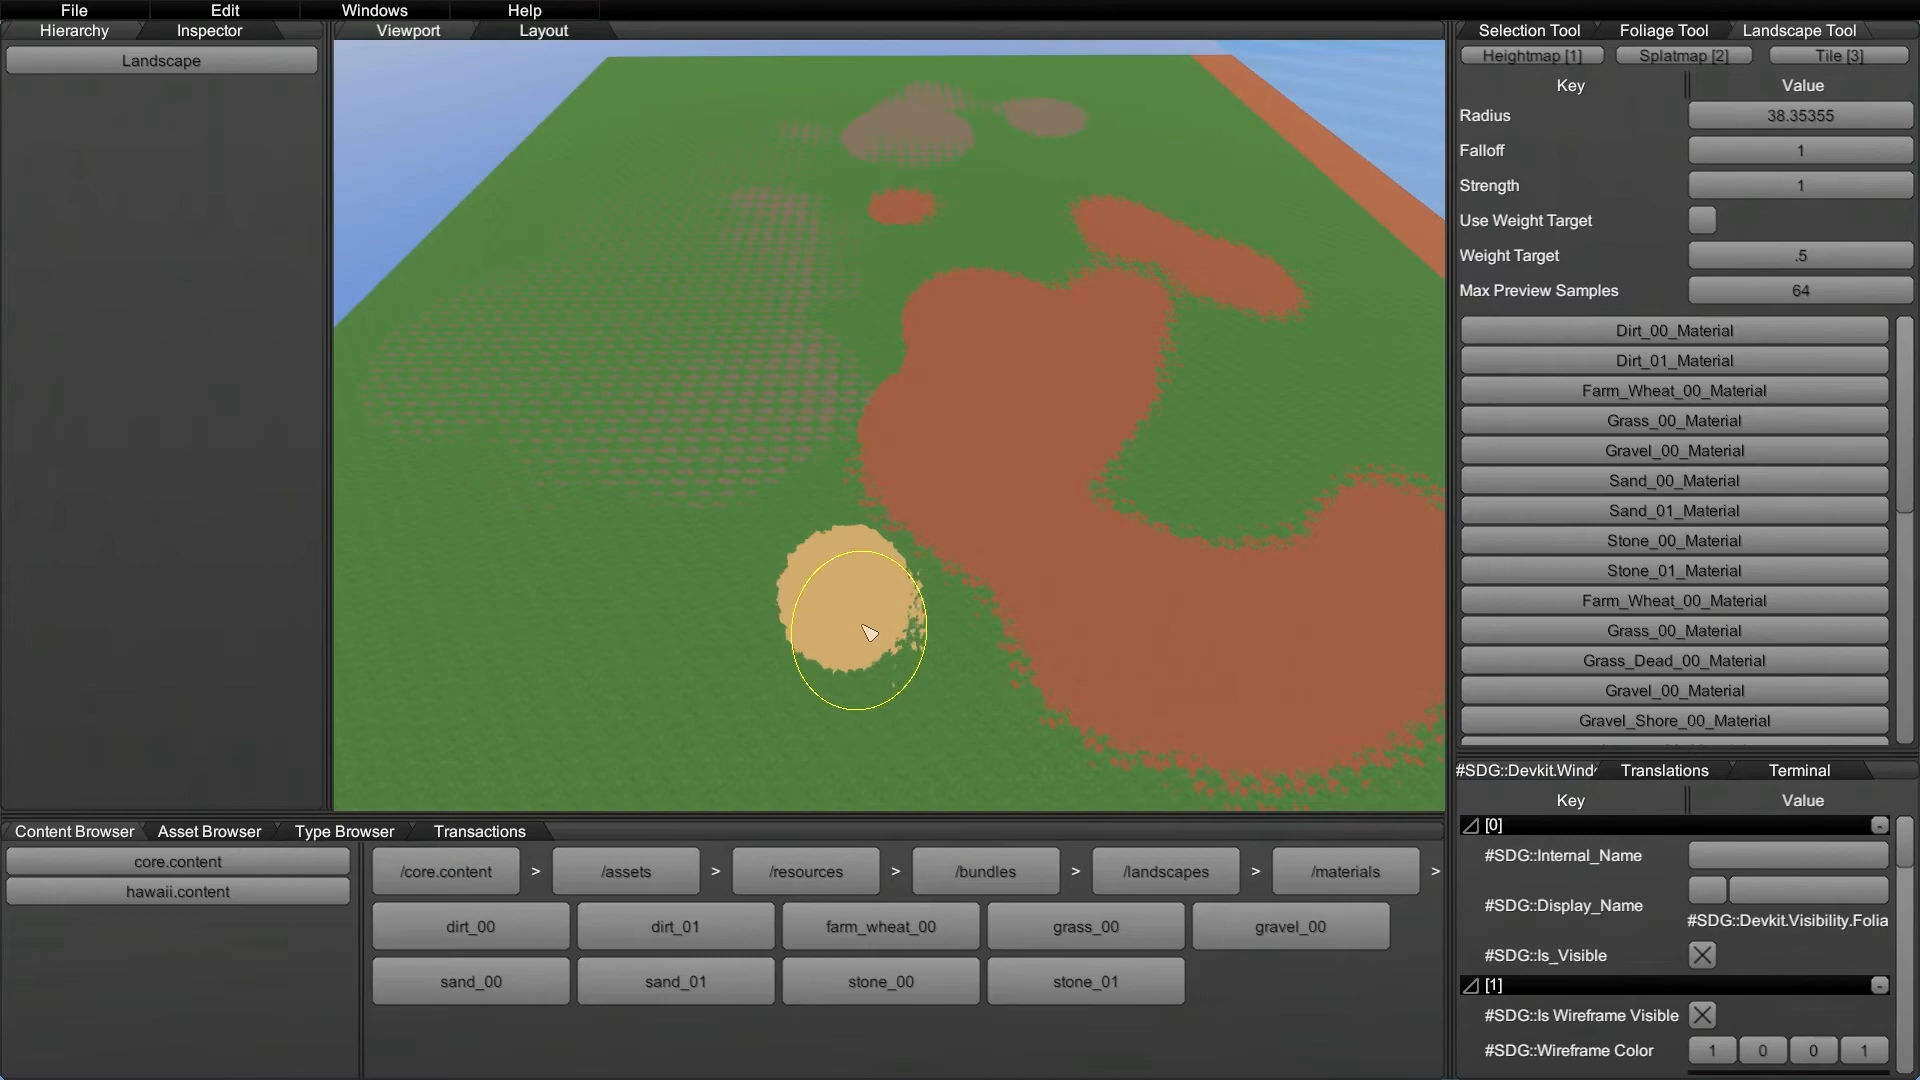 File Edit Windows Help
Hierarchy Inspector
Landscape
Viewport Layout
Selection Tool Foliage Tool Landscape Tool
Heightmap [1] Splatmap [2] Tile [3]
Key Value
Radius 38.35355
Falloff 1
Strength 1
Use Weight Target
Weight Target .5
Max Preview Samples 64
Dirt_00_Material
Dirt_01_Material
Farm_Wheat_00_Material
Grass_00_Material
Gravel_00_Material
Sand_00_Material
Sand_01_Material
Stone_00_Material
Stone_01_Material
Farm_Wheat_00_Material
Grass_00_Material
Grass_Dead_00_Material
Gravel_00_Material
Gravel_Shore_00_Material
Content Browser Asset Browser Type Browser Transactions
core.content
hawaii.content
/core.content > /assets > /resources > /bundles > /landscapes > /materials >
dirt_00 dirt_01 farm_wheat_00 grass_00 gravel_00
sand_00 sand_01 stone_00 stone_01
#SDG::Devkit.Wind Translations Terminal
Key Value
[0] -
#SDG::Internal_Name
#SDG::Display_Name
#SDG::Devkit.Visibility.Folia
#SDG::Is_Visible
[1] -
#SDG::Is Wireframe Visible
#SDG::Wireframe Color 1 0 0 1